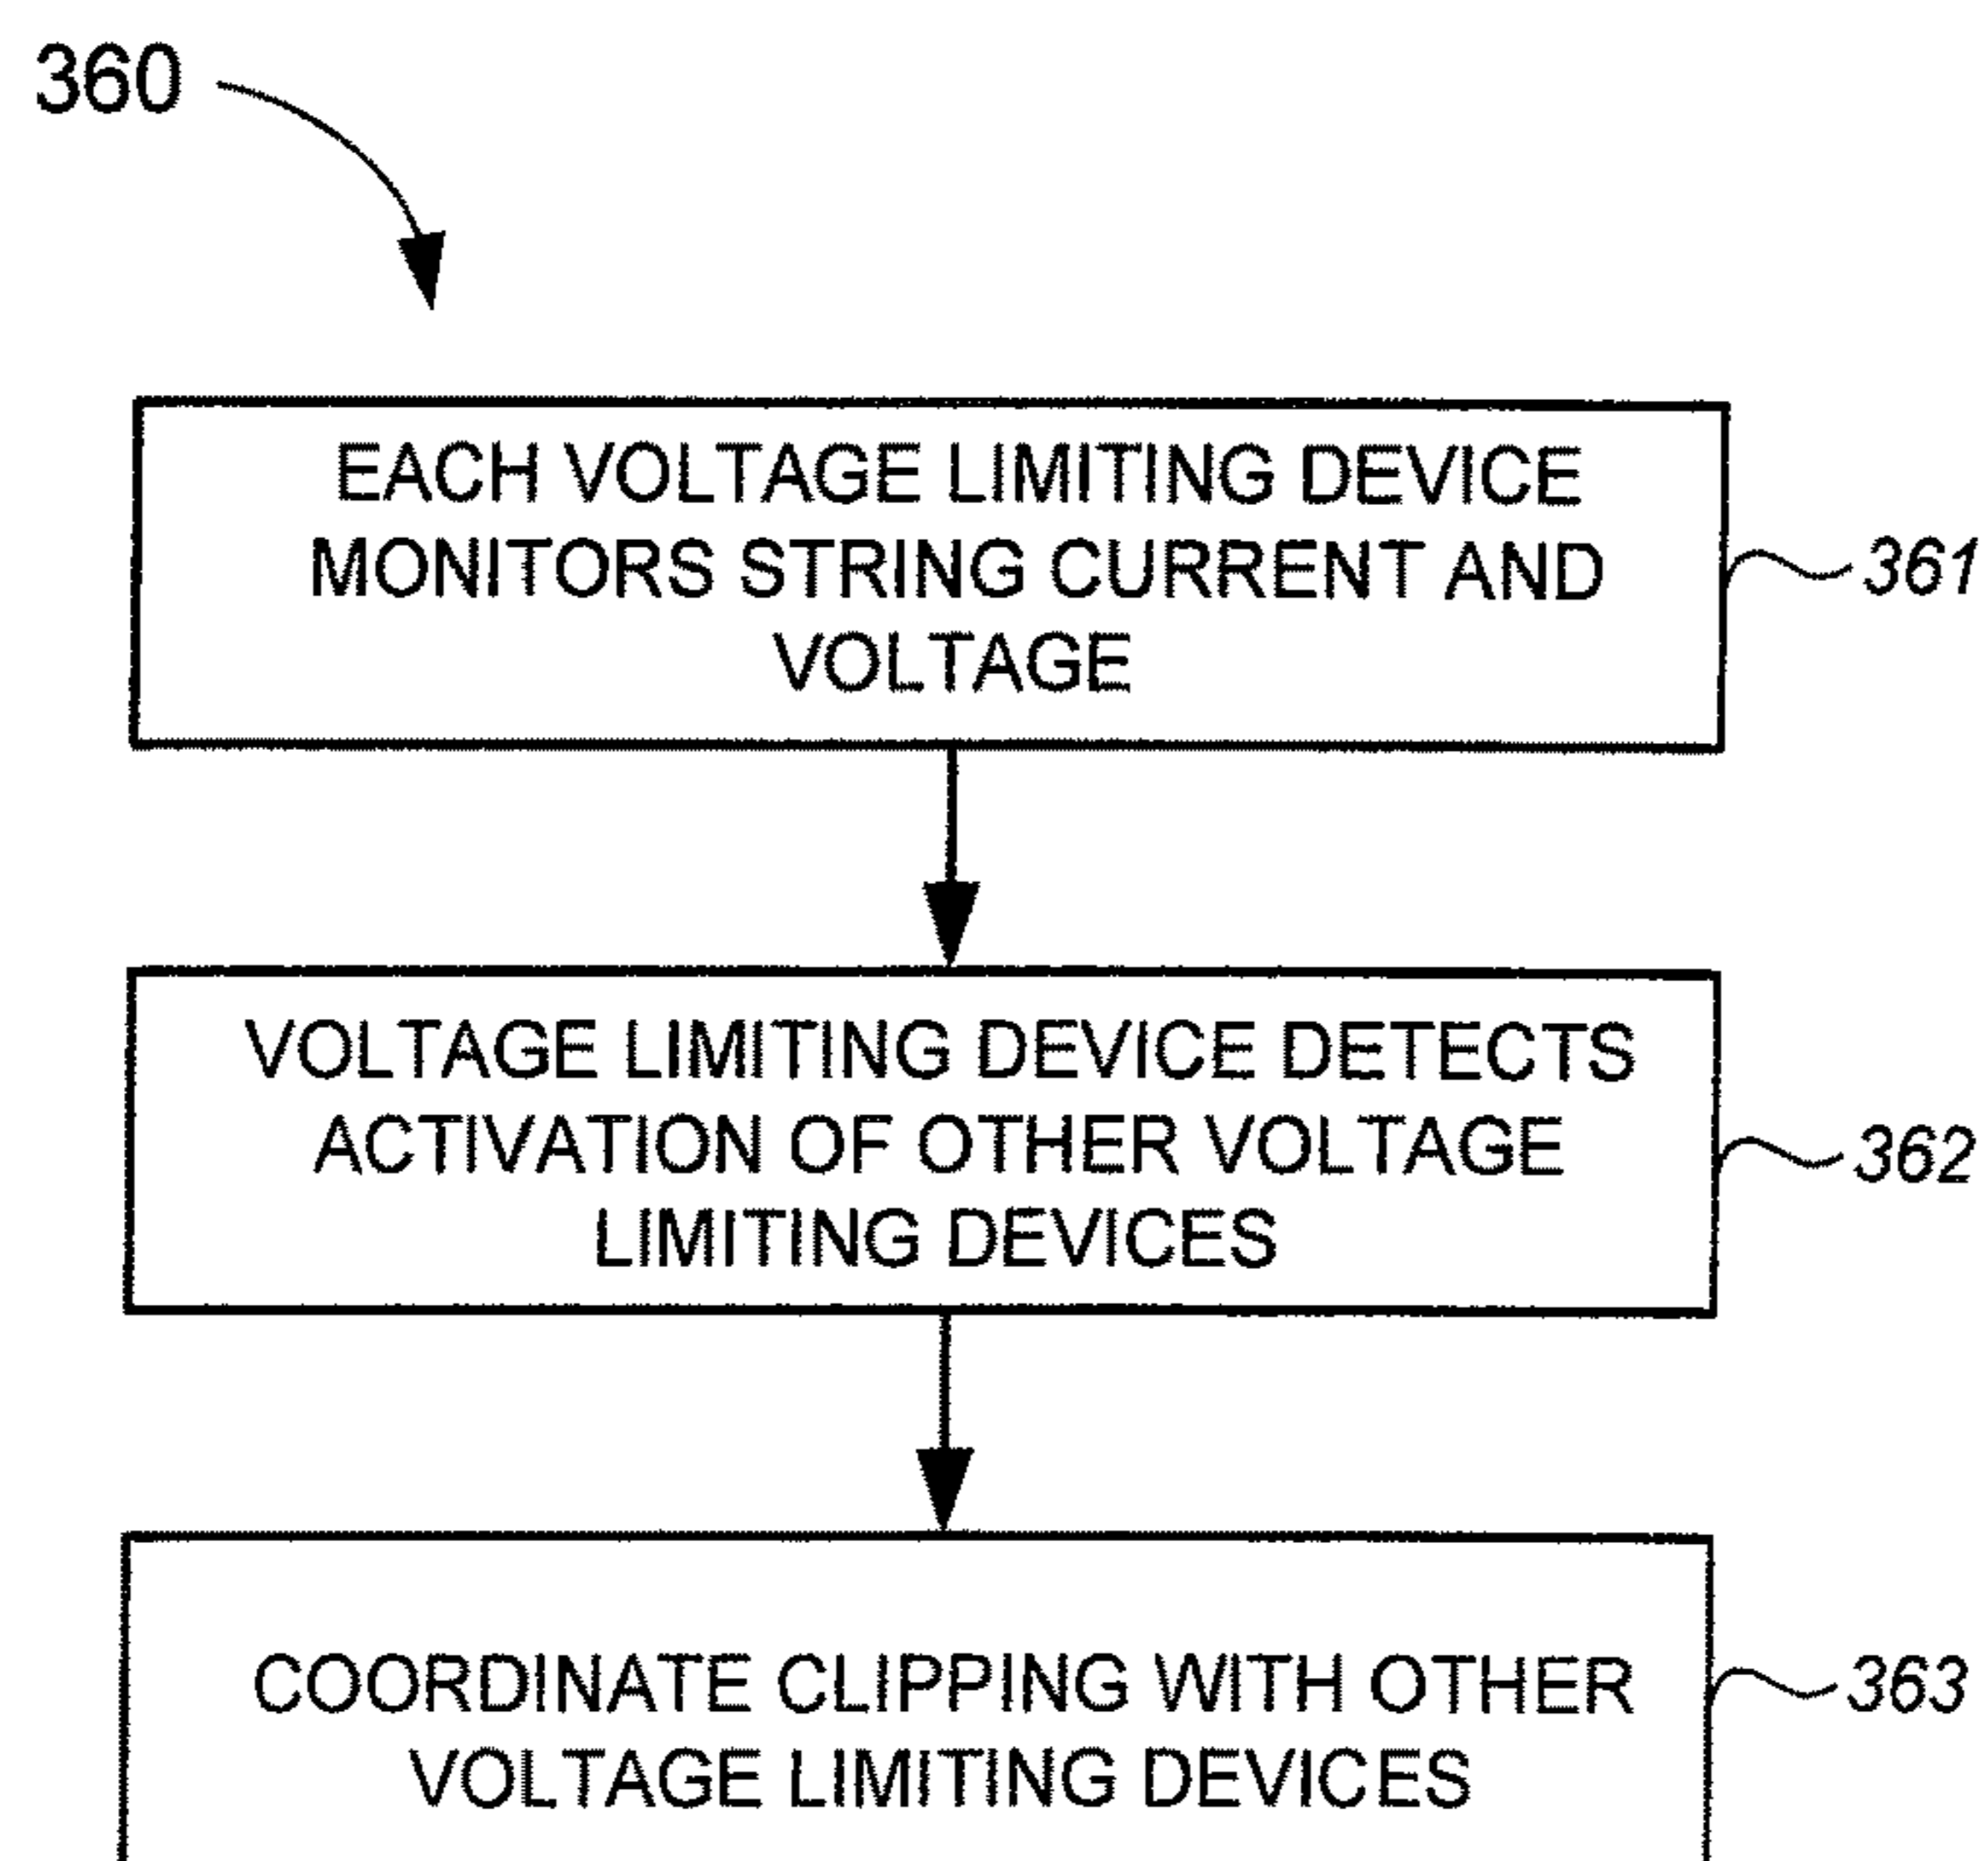 360
EACH VOLTAGE LIMITING DEVICE
MONITORS STRING CURRENT AND
VOLTAGE
361
VOLTAGE LIMITING DEVICE DETECTS
ACTIVATION OF OTHER VOLTAGE
LIMITING DEVICES
362
COORDINATE CLIPPING WITH OTHER
VOLTAGE LIMITING DEVICES
363